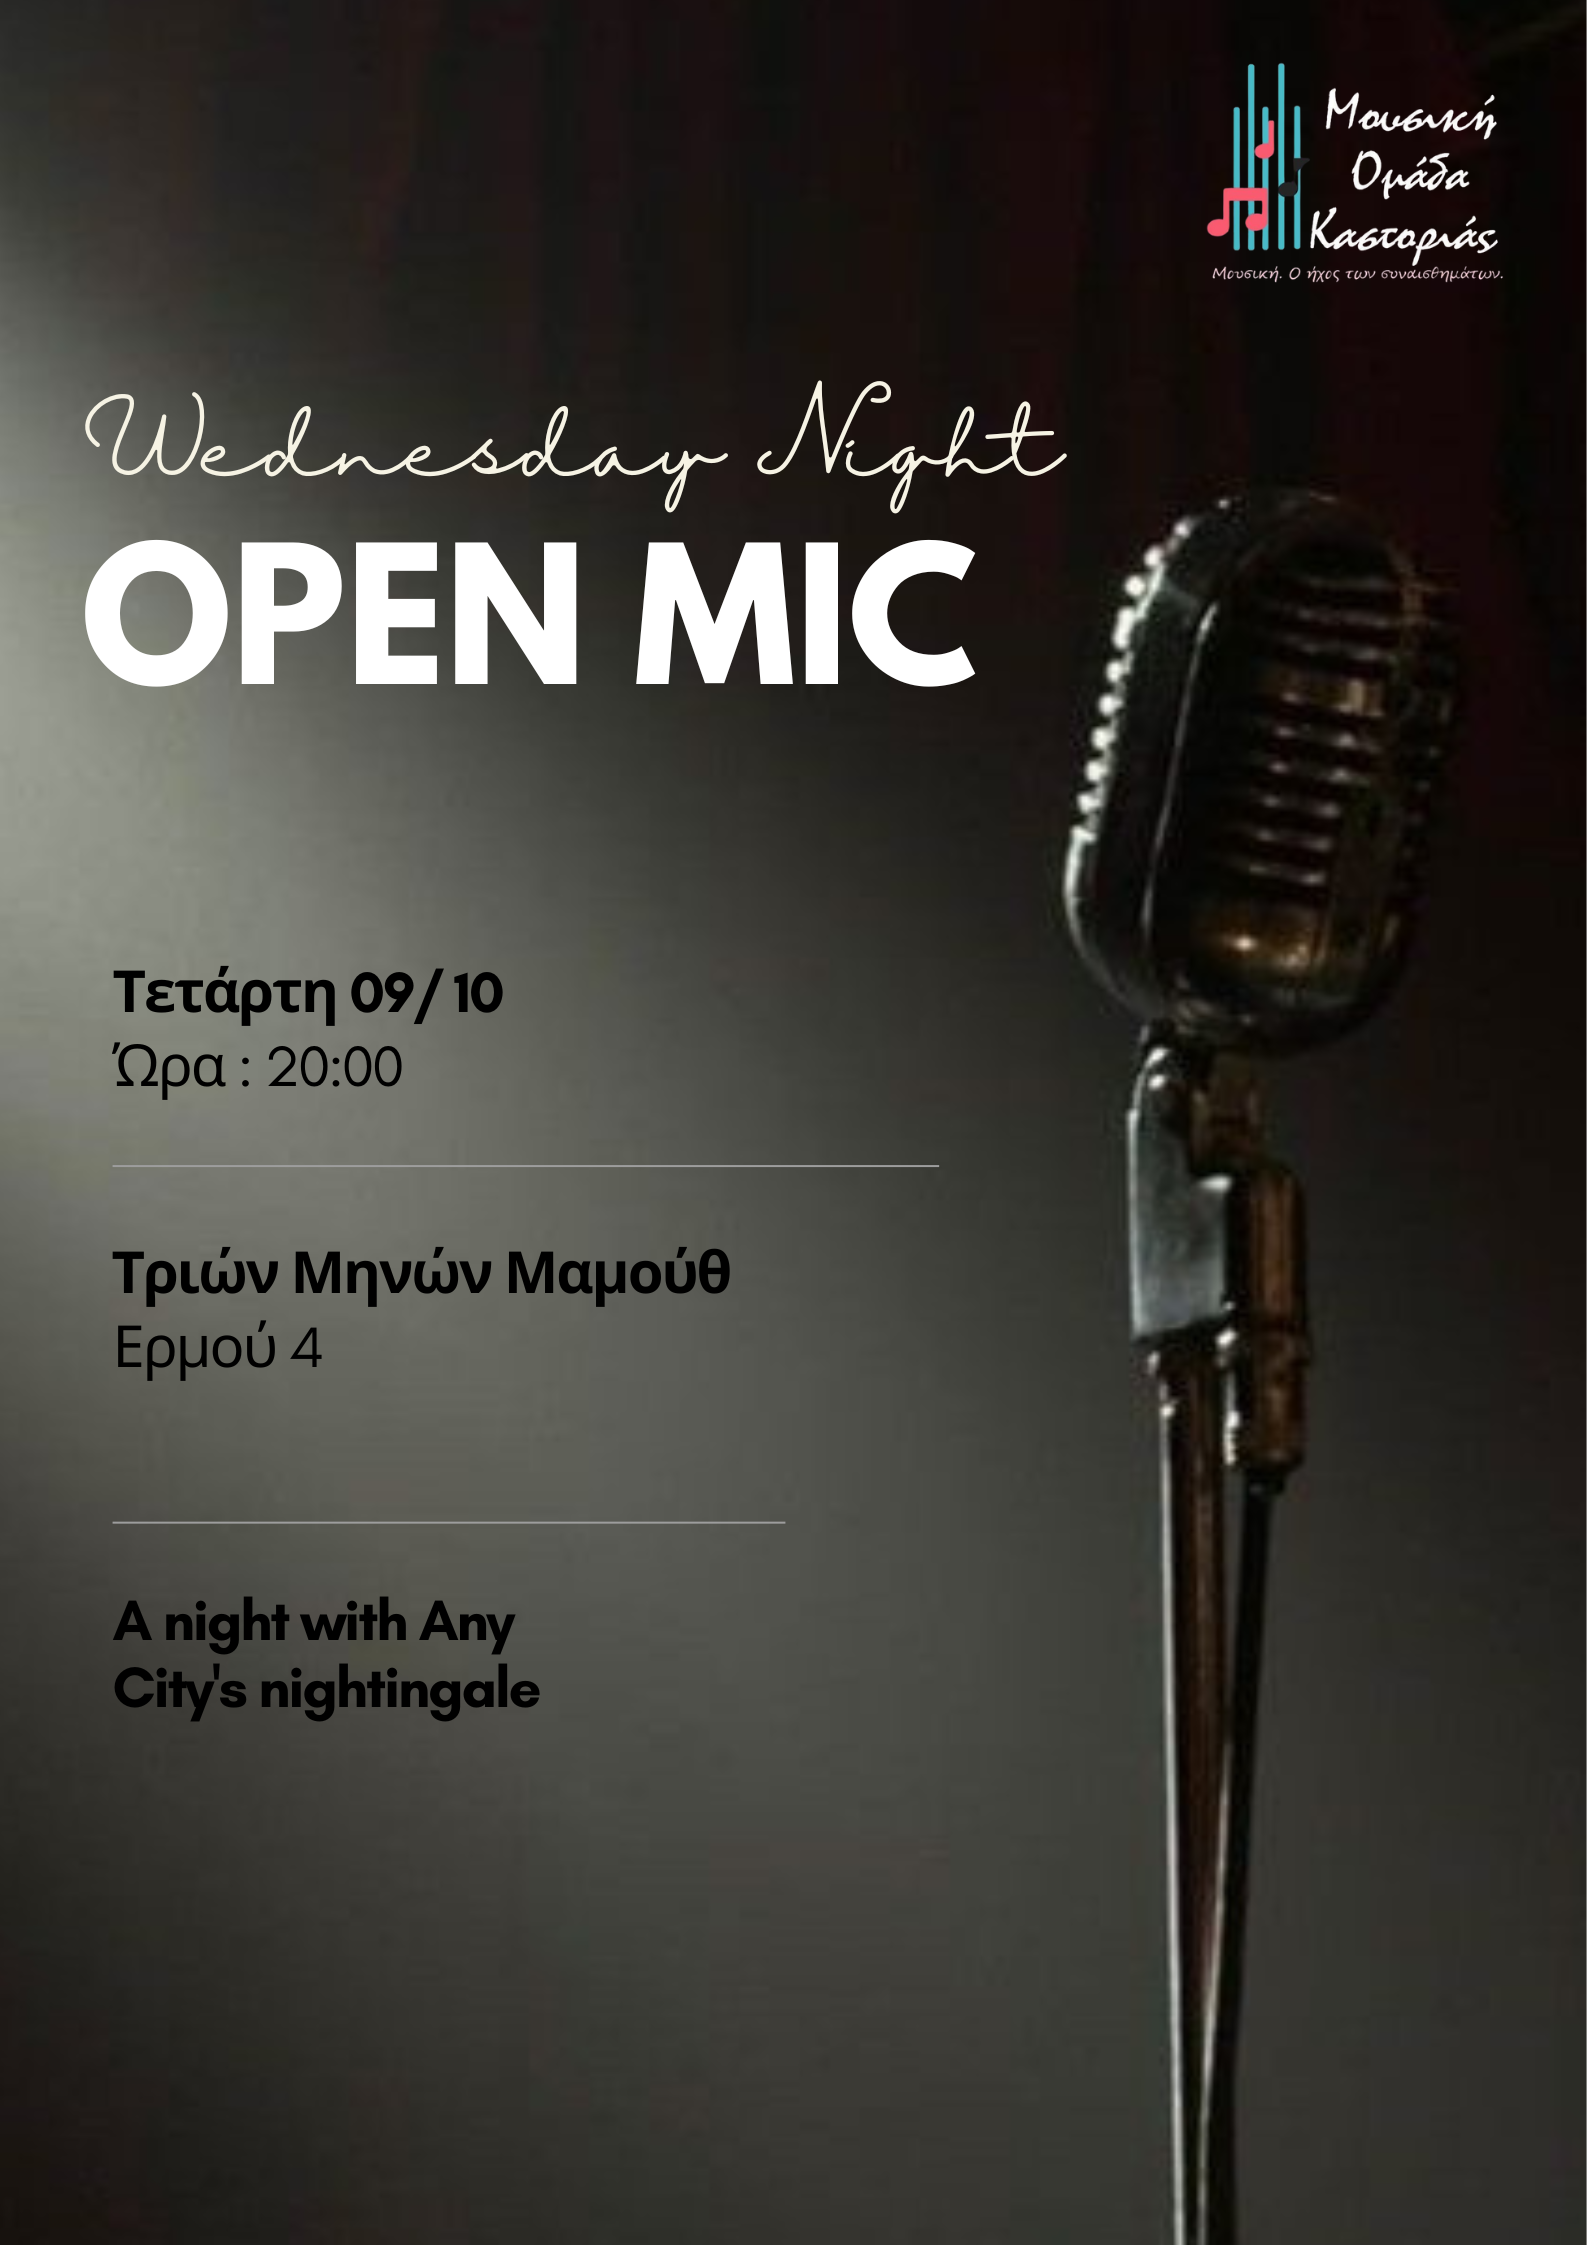 Μουσική
Ομάδα
Καστοριάς
Μουσική. Ο ήχος των συναισθημάτων.
Wednesday Night
OPEN MIC
Τετάρτη 09/10
Ώρα : 20:00
Τριών Μηνών Μαμούθ
Ερμού 4
A night with Any
City's nightingale